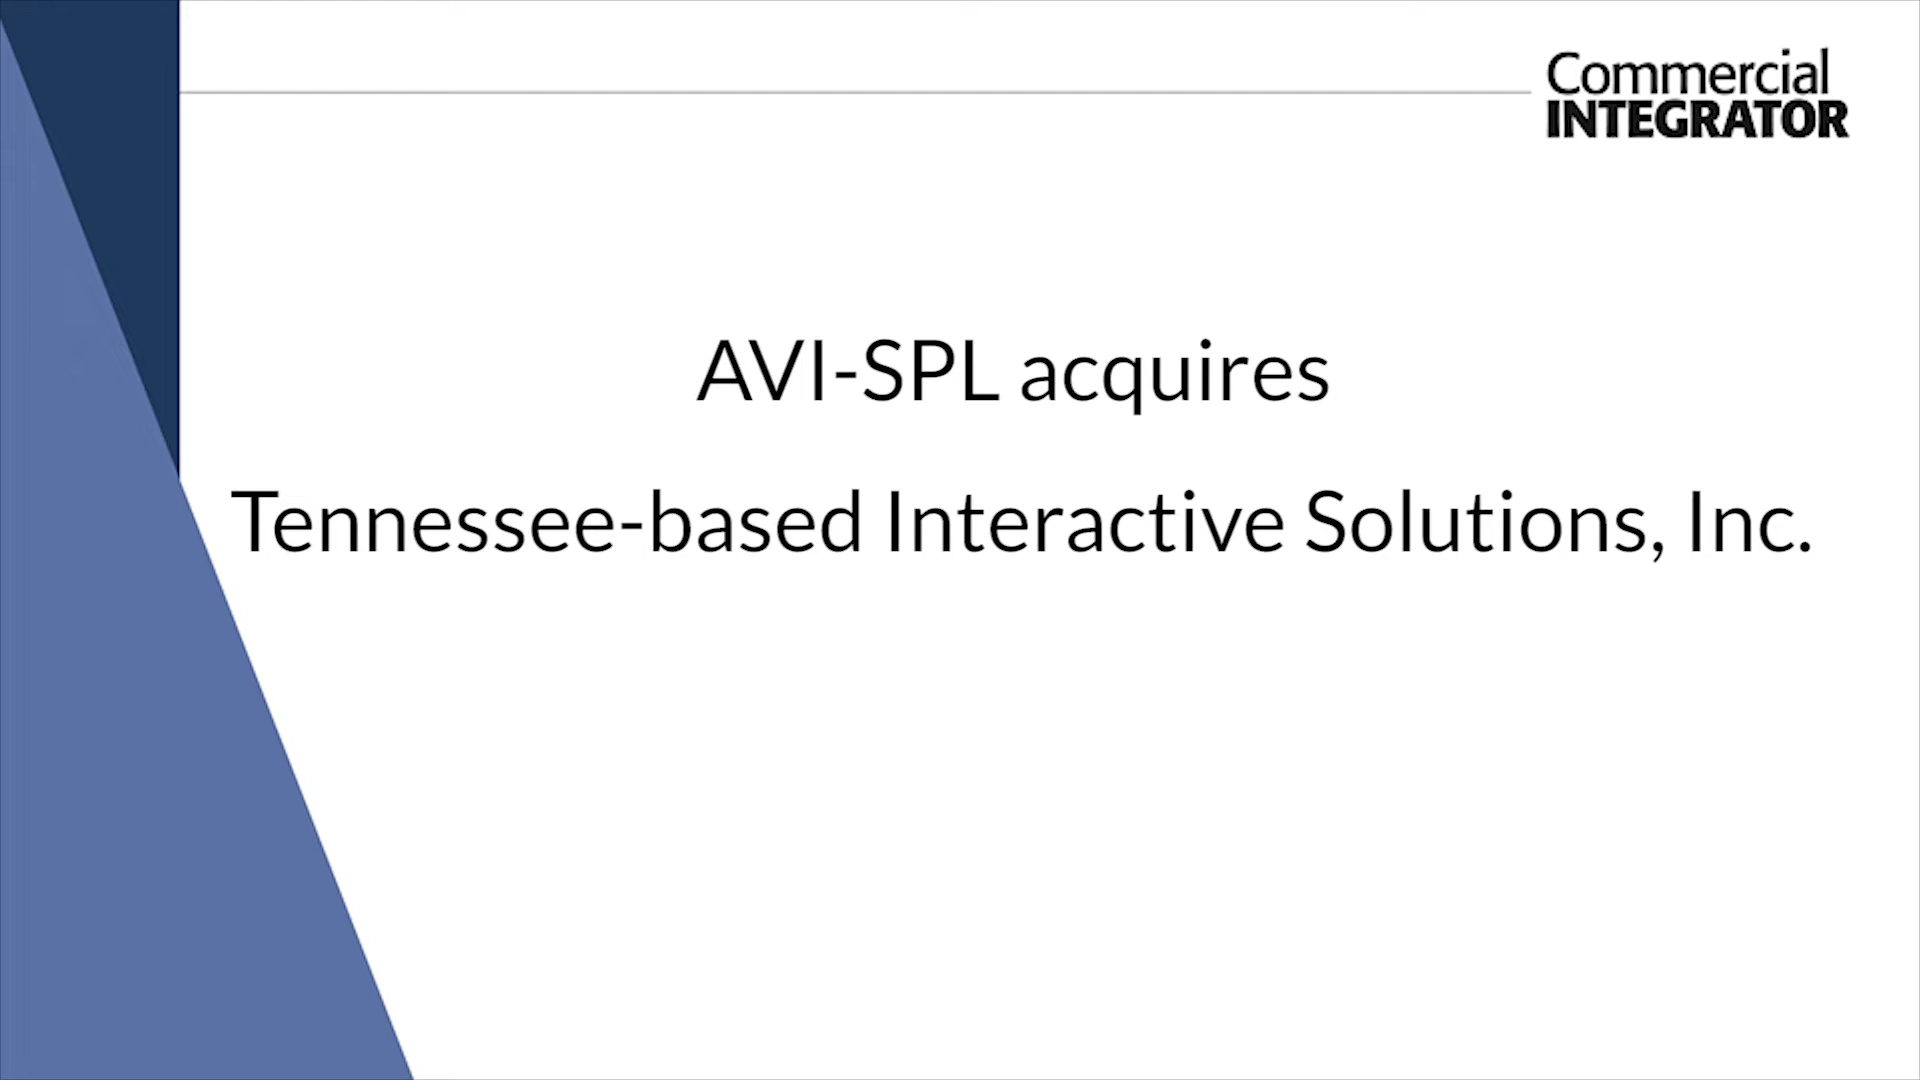 Commercial
INTEGRATOR
AVI-SPL acquires
Tennessee-based Interactive Solutions, Inc.